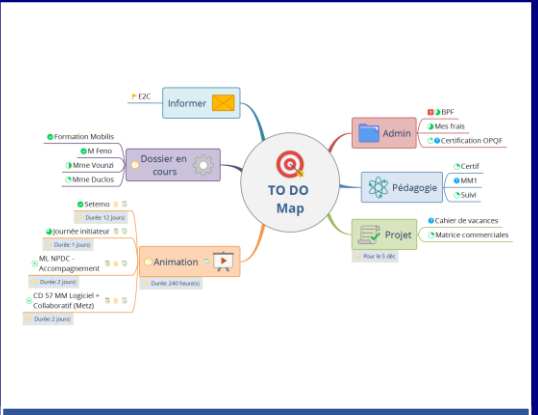 TO DO
Map
Informer
E2C
Dossier en
cours
Formation Mobilis
M Feno
Mme Vounzi
Mme Duclos
Animation
Durée: 240 heure(s)
Setemo
Durée: 12 jour(s)
Journée initiateur
Durée: 1 jour(s)
ML NPDC -
Accompagnement
Durée: 2 jour(s)
CD 57 MM Logiciel +
Collaboratif (Metz)
Durée: 2 jour(s)
Admin
BPF
Mes frais
Certification OPQF
Pédagogie
Certif
MM1
Suivi
Projet
Pour le 5 déc
Cahier de vacances
Matrice commerciales